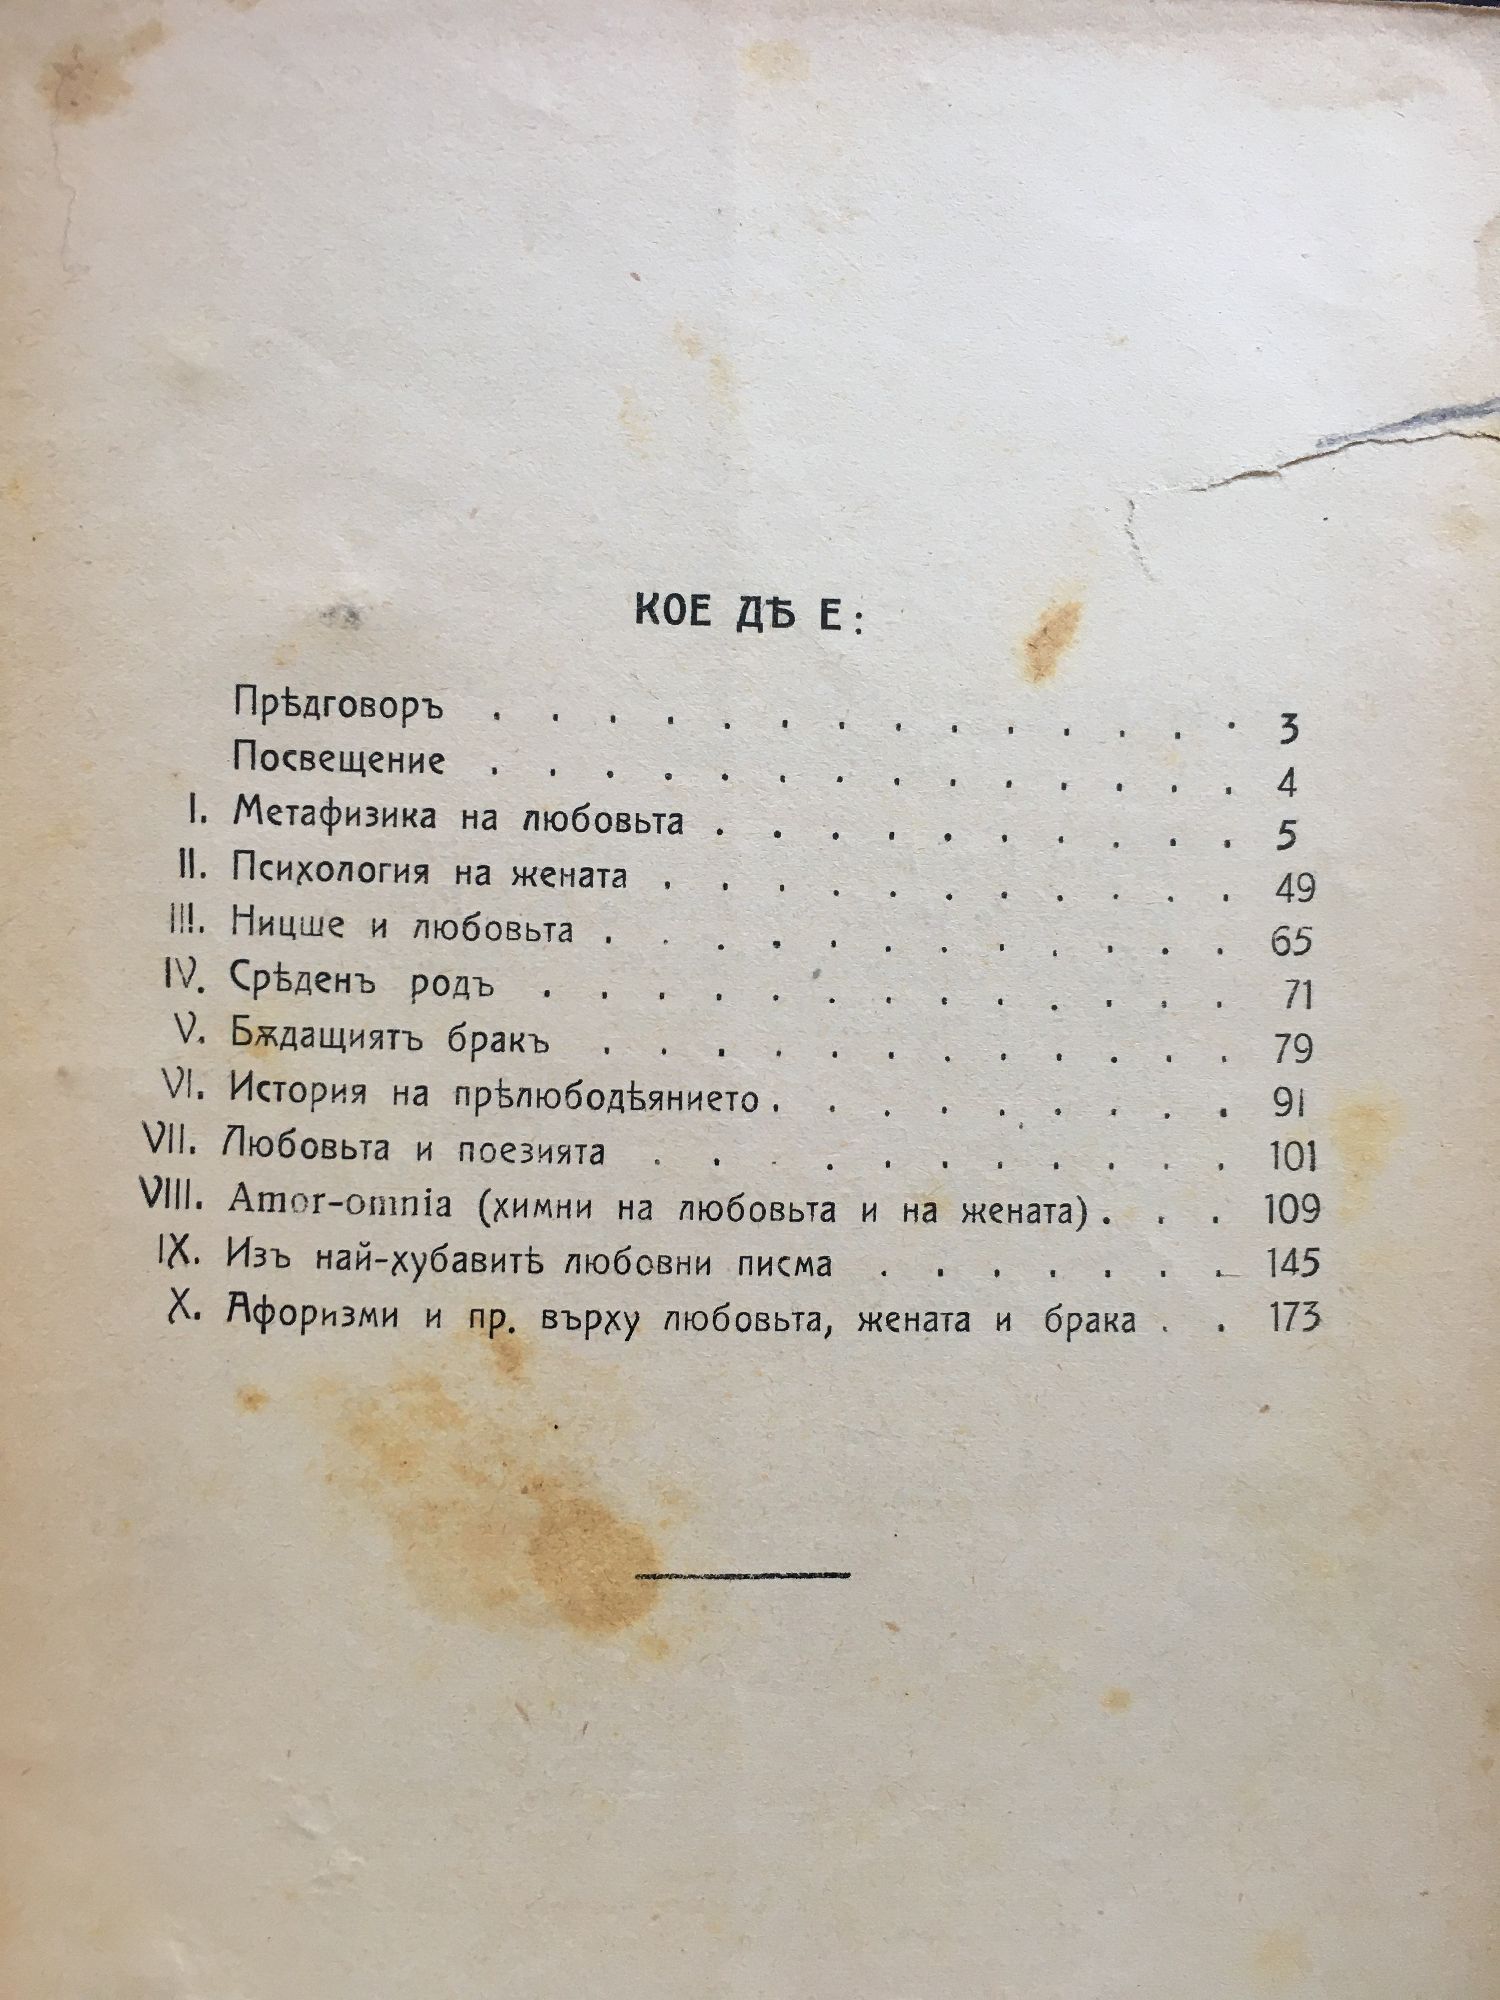 КОЕ ДѢ Е:
Прѣдговоръ . . . . . . . . . . . . . . 3
Посвещение . . . . . . . . . . . . . . 4
I. Метафизика на любовьта . . . . . . . . . . 5
II. Психология на жената . . . . . . . . . . . 49
III. Ницше и любовьта . . . . . . . . . . . . 65
IV. Срѣденъ родъ . . . . . . . . . . . . . 71
V. Бѫдащиятъ бракъ . . . . . . . . . . . . 79
VI. История на прѣлюбодѣянието . . . . . . . . . 91
VII. Любовьта и поезията . . . . . . . . . . . 101
VIII. Amor-omnia (химни на любовьта и на жената) . . . 109
IX. Изъ най-хубавитѣ любовни писма . . . . . . . 145
X. Афоризми и пр. върху любовьта, жената и брака . . 173